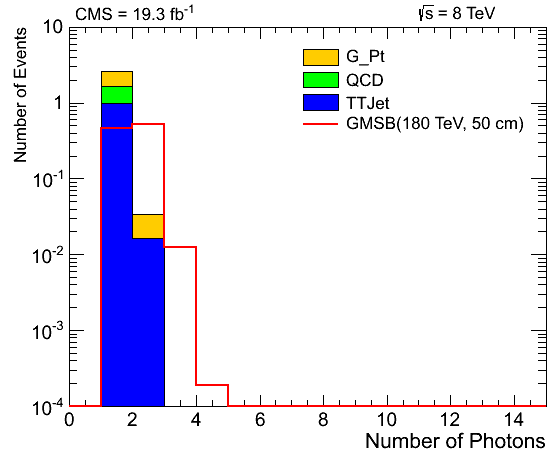 CMS = 19.3 fb⁻¹
√s = 8 TeV
Number of Events
10
1
10⁻¹
10⁻²
10⁻³
10⁻⁴
G_Pt
QCD
TTJet
GMSB(180 TeV, 50 cm)
0 2 4 6 8 10 12 14
Number of Photons